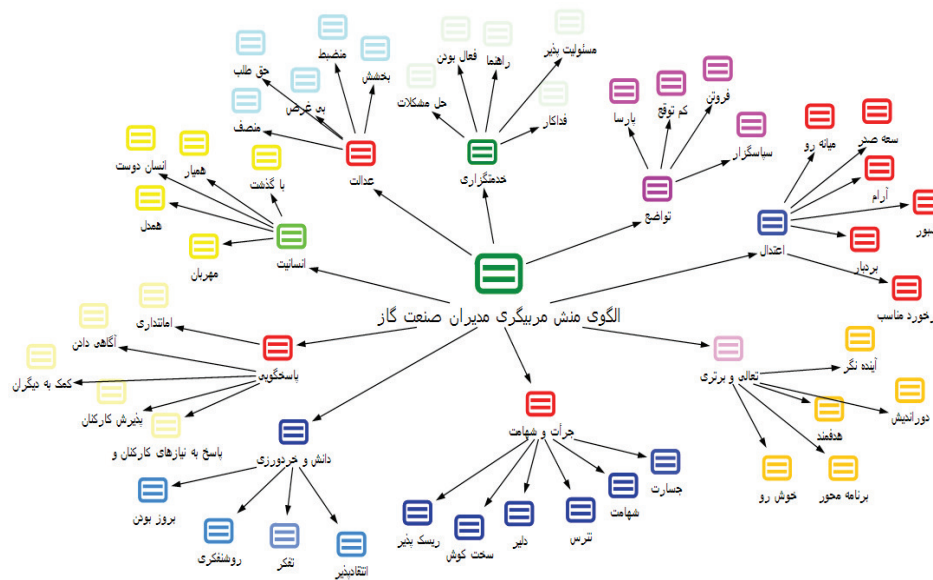 مسئولیت پذیر
راهنما
فعال بودن
حل مشکلات
فداکار
خدمتگزاری
منضبط
حق طلب
بخشش
بی غرض
منصف
عدالت
فروتن
کم توقع
پارسا
سپاسگزار
تواضع
سعه صدر
میانه رو
آرام
بردبار
اعتدال
انسان دوست
همیار
با گذشت
همدل
مهربان
انسانیت
الگوی منش مربیگری مدیران صنعت گاز
امانتداری
آگاهی دادن
کمک به دیگران
پذیرش کارکنان
پاسخ به نیازهای کارکنان و
پاسخگویی
تعالی و برتری
آینده نگر
دوراندیش
هدفمند
برنامه محور
خوش رو
جرأت و شهامت
جسارت
شهامت
نترس
دلیر
سخت کوش
ریسک پذیر
دانش و خردورزی
بروز بودن
روشنفکری
تفکر
انتقادپذیر